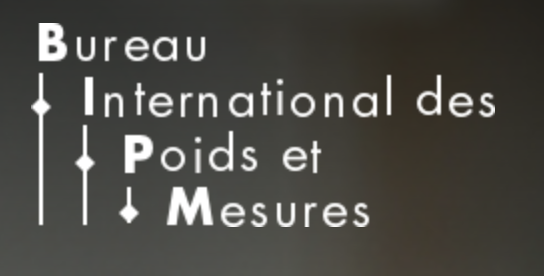 Bureau
International des
Poids et
Mesures